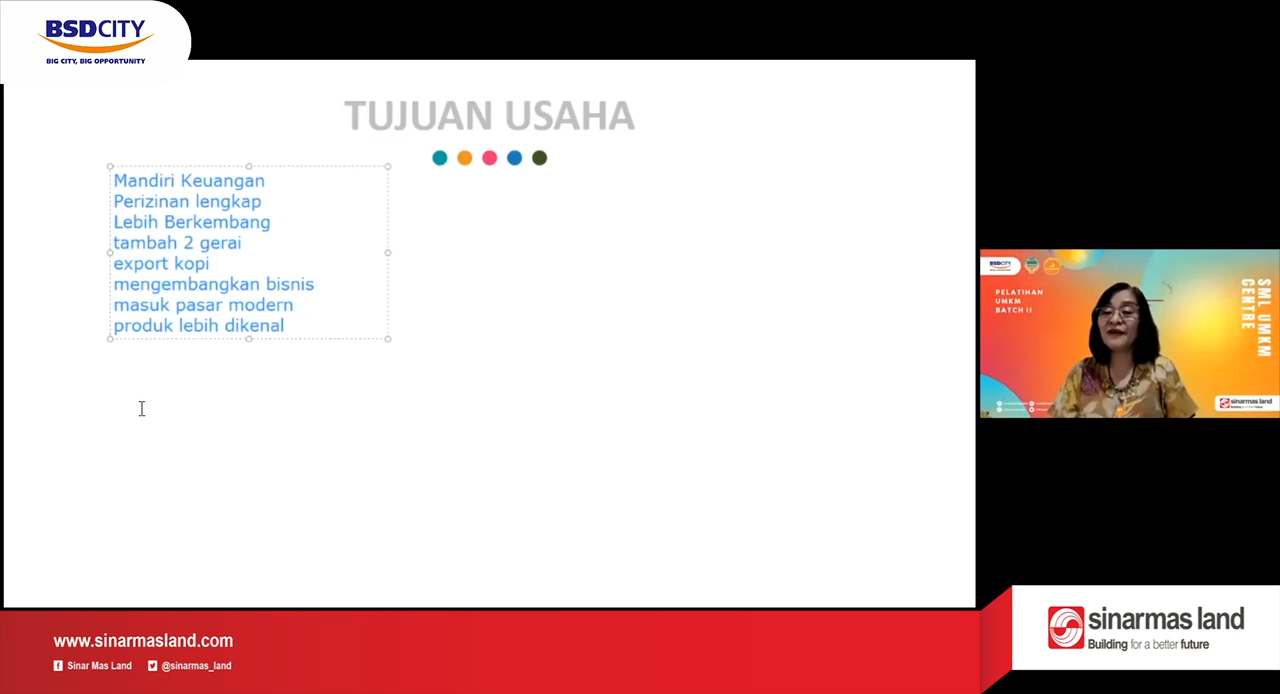 BSDCITY
BIG CITY, BIG OPPORTUNITY
TUJUAN USAHA
Mandiri Keuangan
Perizinan lengkap
Lebih Berkembang
tambah 2 gerai
export kopi
mengembangkan bisnis
masuk pasar modern
produk lebih dikenal
BSDCITY
PELATIHAN
UMKM
BATCH II
SML UMKM
CENTRE
sinarmas land
www.sinarmasland.com
Sinar Mas Land
@sinarmas_land
sinarmas land
Building for a better future